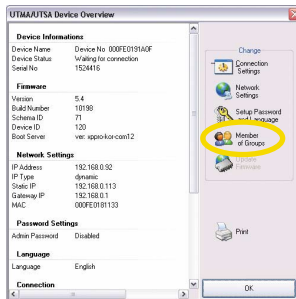 UTMA/UTSA Device Overview
Device Informations
Device Name Device No 000FE0191A0F
Device Status Waiting for connection
Serial No 1524416
Firmware
Version 5.4
Build Number 10198
Schema ID 71
Device ID 120
Boot Server ver: xppro-kor-com12
Network Settings
IP Address 192.168.0.92
IP Type dynamic
Static IP 192.168.0.113
Gateway IP 192.168.0.1
MAC 000FE0181133
Password Settings
Admin Password Disabled
Language
Language English
Connection
Change
Connection
Settings
Network
Settings
Setup Password
and Language
Member
of Groups
Update
Firmware
Print
OK